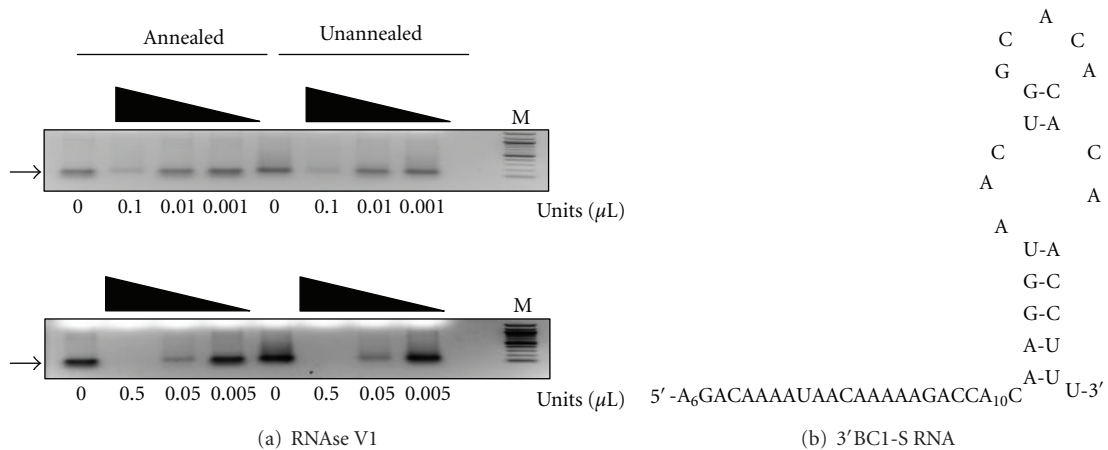 Annealed Unannealed
M
0 0.1 0.01 0.001 0 0.1 0.01 0.001 Units (μL)
M
0 0.5 0.05 0.005 0 0.5 0.05 0.005 Units (μL)
(a) RNAse V1
A
C C
G A
G-C
U-A
C C
A A
A
U-A
G-C
G-C
A-U
A-U U-3′
5′ -A6GACAAAAUAACAAAAAGACCA10C
(b) 3′BC1-S RNA